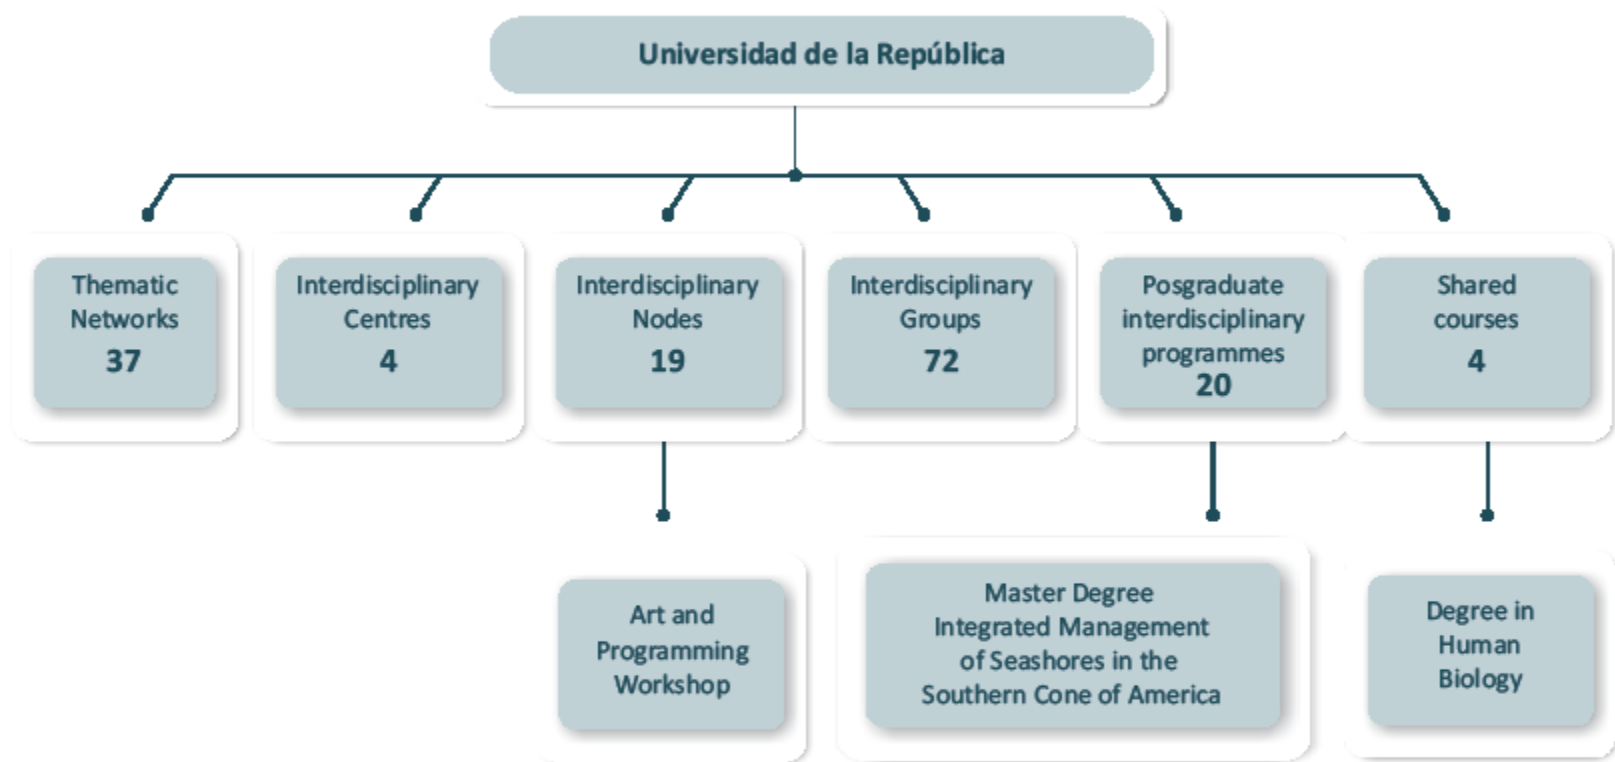 Universidad de la República
Thematic
Networks
37
Interdisciplinary
Centres
4
Interdisciplinary
Nodes
19
Interdisciplinary
Groups
72
Posgraduate
interdisciplinary
programmes
20
Shared
courses
4
Art and
Programming
Workshop
Master Degree
Integrated Management
of Seashores in the
Southern Cone of America
Degree in
Human
Biology